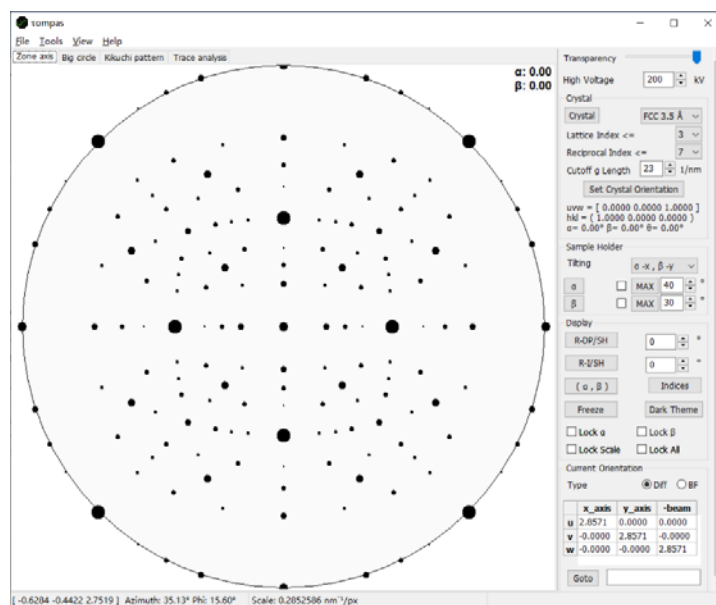 τompas
File Tools View Help
Zone axis Big circle Kikuchi pattern Trace analysis
α: 0.00
β: 0.00
Transparency
High Voltage 200 kV
Crystal
Crystal FCC 3.5 Å
Lattice Index <= 3
Reciprocal Index <= 7
Cutoff g Length 23 1/nm
Set Crystal Orientation
uvw = [ 0.0000 0.0000 1.0000 ]
hkl = ( 1.0000 0.0000 0.0000 )
α= 0.00° β= 0.00° θ= 0.00°
Sample Holder
Tilting α -x , β -y
α MAX 40 °
β MAX 30 °
Display
R-DP/SH 0 °
R-I/SH 0 °
( α , β ) Indices
Freeze Dark Theme
Lock α Lock β
Lock Scale Lock All
Current Orientation
Type Diff BF
x_axis y_axis -beam
u 2.8571 0.0000 0.0000
v -0.0000 2.8571 -0.0000
w -0.0000 -0.0000 2.8571
Goto
[ -0.6284 -0.4422 2.7519 ] Azimuth: 35.13° Phi: 15.60° Scale: 0.2852586 nm⁻¹/px